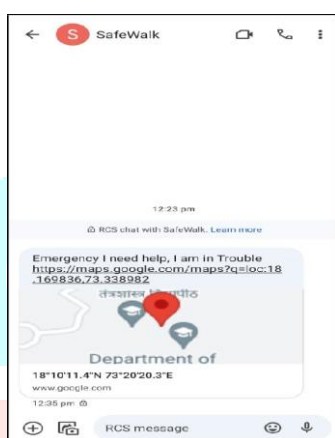 S SafeWalk
12:23 pm
RCS chat with SafeWalk. Learn more
Emergency I need help, I am in Trouble
https://maps.google.com/maps?q=loc:18
.169836,73.338982
Department of
18°10'11.4"N 73°20'20.3"E
www.google.com
12:35 pm
RCS message